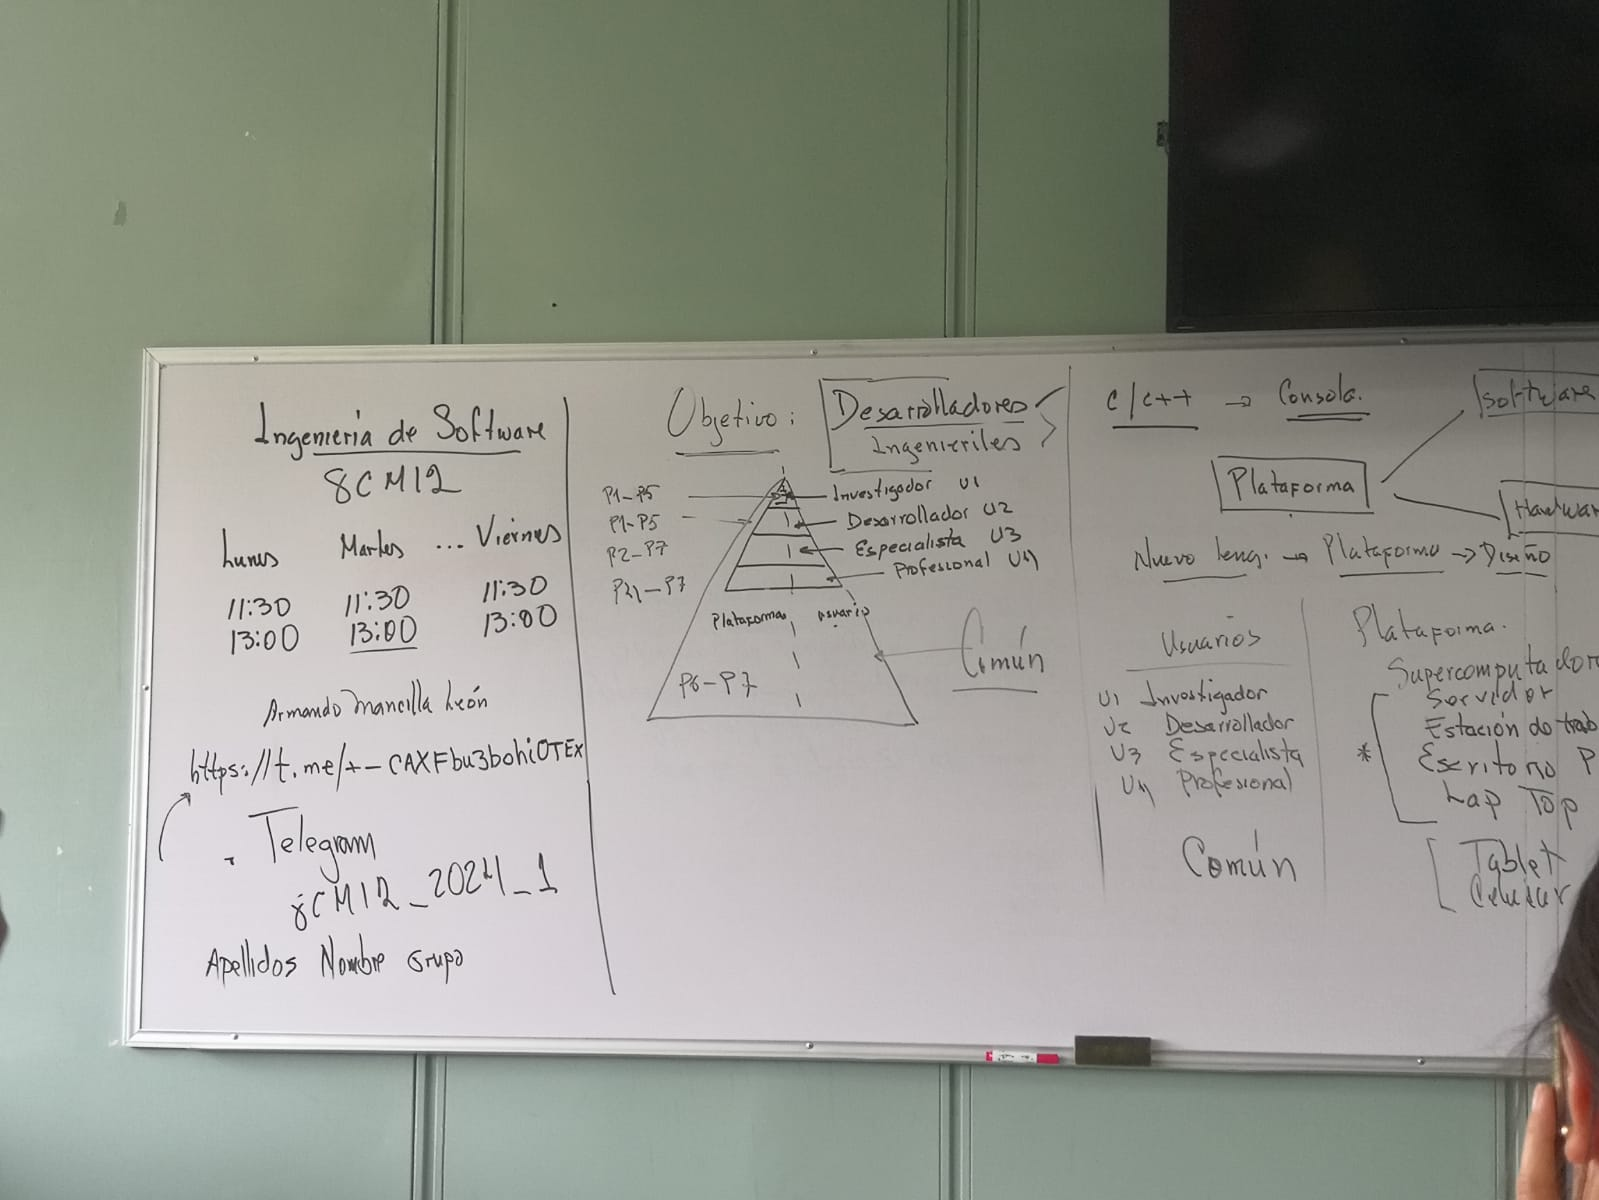 Ingeniería de Software
8CM12
Lunes Martes ... Viernes
11:30 11:30 11:30
13:00 13:00 13:00
Armando Mancilla León
https://t.me/+-CAXFbu3bohiOTEx
Telegram
8CM12_2024_1
Apellidos Nombre Grupo
Objetivo: Desarrolladores
Ingenieriles
P1-P5 Investigador U1
P1-P5 Desarrollador U2
P2-P7 Especialista U3
P4-P7 Profesional U4
Plataformas usuario
Común
P6-P7
C/C++ → Consola.
Software
Plataforma
Hardwar
Nuevo leng. → Plataforma → Diseño
Usuarios
U1 Investigador
U2 Desarrollador
U3 Especialista
U4 Profesional
Común
Plataforma.
Supercomputador
Servidor
Estación de trab
* Escritorio P
Lap Top
Tablet
Celular